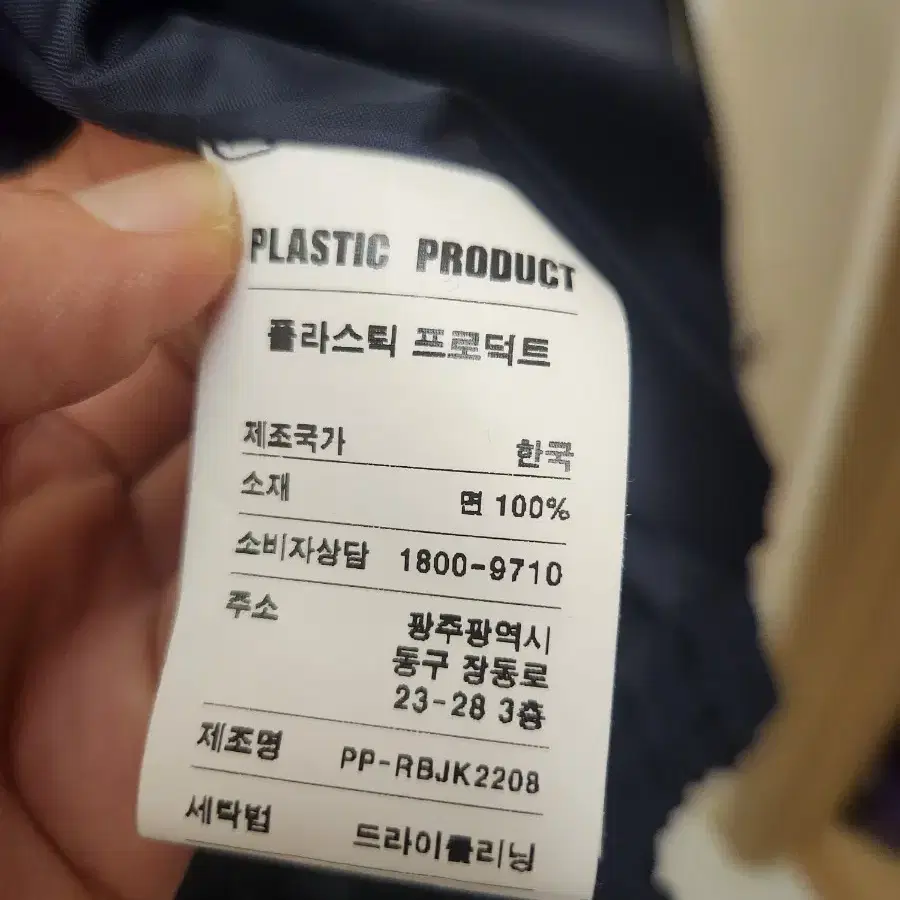 PLASTIC PRODUCT
플라스틱 프로덕트
제조국가 한국
소재 면 100%
소비자상담 1800-9710
주소 광주광역시
동구 장동로
23-28 3층
제조명 PP-RBJK2208
세탁법 드라이클리닝